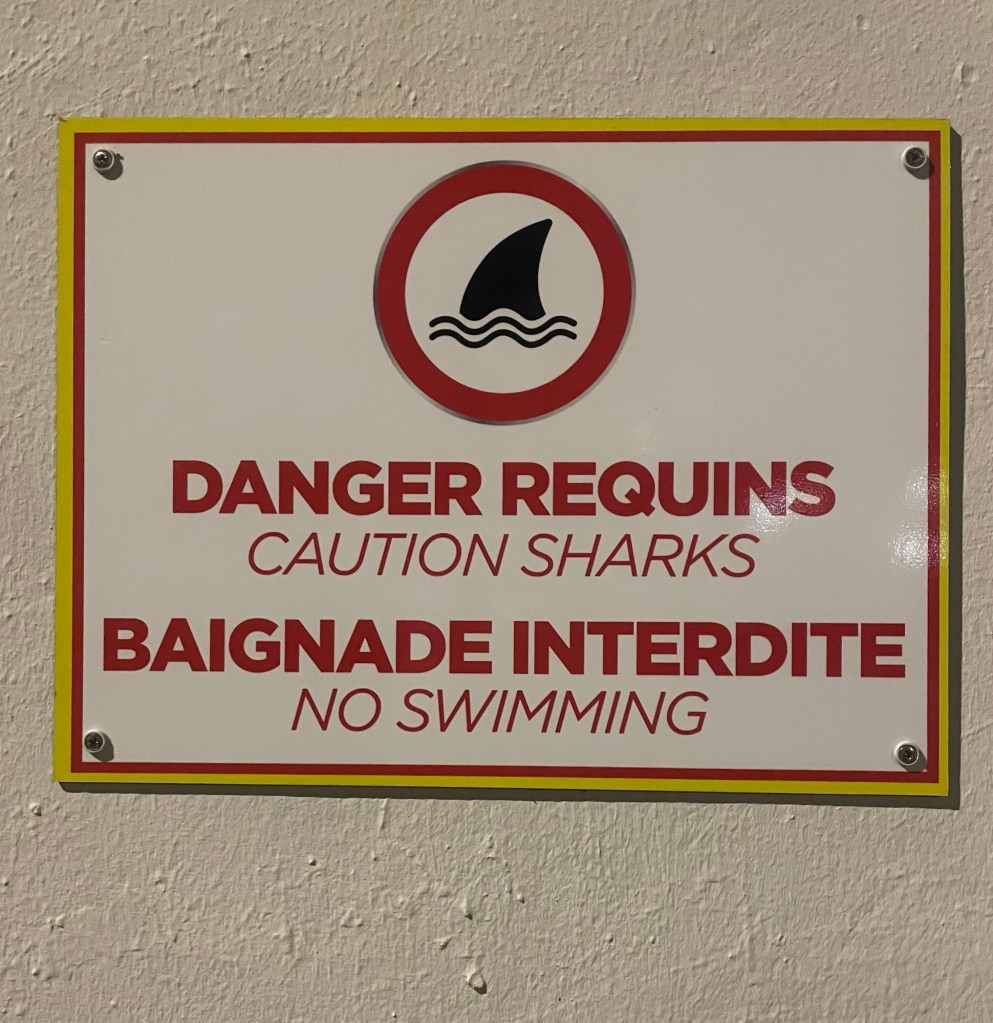 DANGER REQUINS
CAUTION SHARKS
BAIGNADE INTERDITE
NO SWIMMING